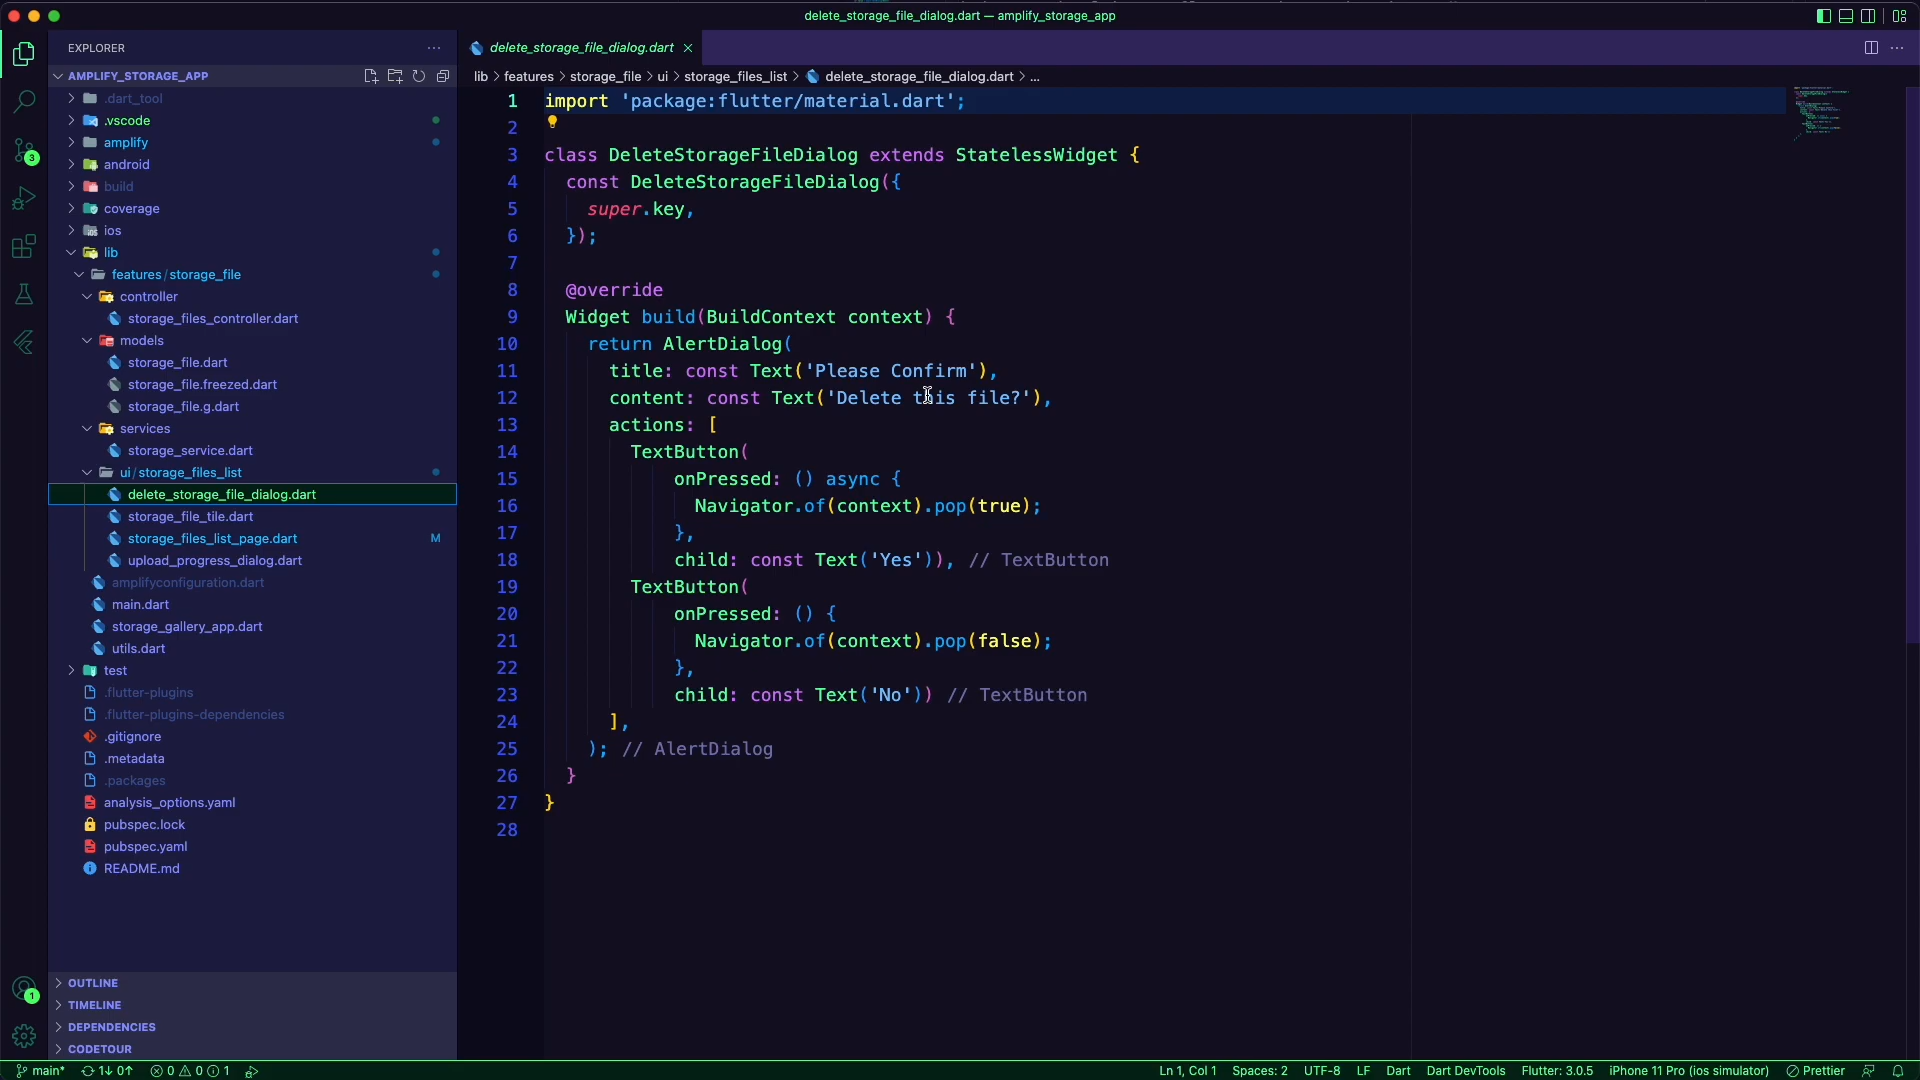 delete_storage_file_dialog.dart — amplify_storage_app
EXPLORER
delete_storage_file_dialog.dart
AMPLIFY_STORAGE_APP
lib > features > storage_file > ui > storage_files_list > delete_storage_file_dialog.dart > ...
.dart_tool
.vscode
amplify
android
build
coverage
ios
lib
features/storage_file
controller
storage_files_controller.dart
models
storage_file.dart
storage_file.freezed.dart
storage_file.g.dart
services
storage_service.dart
ui/storage_files_list
delete_storage_file_dialog.dart
storage_file_tile.dart
storage_files_list_page.dart M
upload_progress_dialog.dart
amplifyconfiguration.dart
main.dart
storage_gallery_app.dart
utils.dart
test
.flutter-plugins
.flutter-plugins-dependencies
.gitignore
.metadata
.packages
analysis_options.yaml
pubspec.lock
pubspec.yaml
README.md
OUTLINE
TIMELINE
DEPENDENCIES
CODETOUR
3
1
1 import 'package:flutter/material.dart';
2
3 class DeleteStorageFileDialog extends StatelessWidget {
4 const DeleteStorageFileDialog({
5 super.key,
6 });
7
8 @override
9 Widget build(BuildContext context) {
10 return AlertDialog(
11 title: const Text('Please Confirm'),
12 content: const Text('Delete this file?'),
13 actions: [
14 TextButton(
15 onPressed: () async {
16 Navigator.of(context).pop(true);
17 },
18 child: const Text('Yes')), // TextButton
19 TextButton(
20 onPressed: () {
21 Navigator.of(context).pop(false);
22 },
23 child: const Text('No')) // TextButton
24 ],
25 ); // AlertDialog
26 }
27 }
28
main* 1↓ 0↑ 0 0 1 Ln 1, Col 1 Spaces: 2 UTF-8 LF Dart Dart DevTools Flutter: 3.0.5 iPhone 11 Pro (ios simulator) Prettier